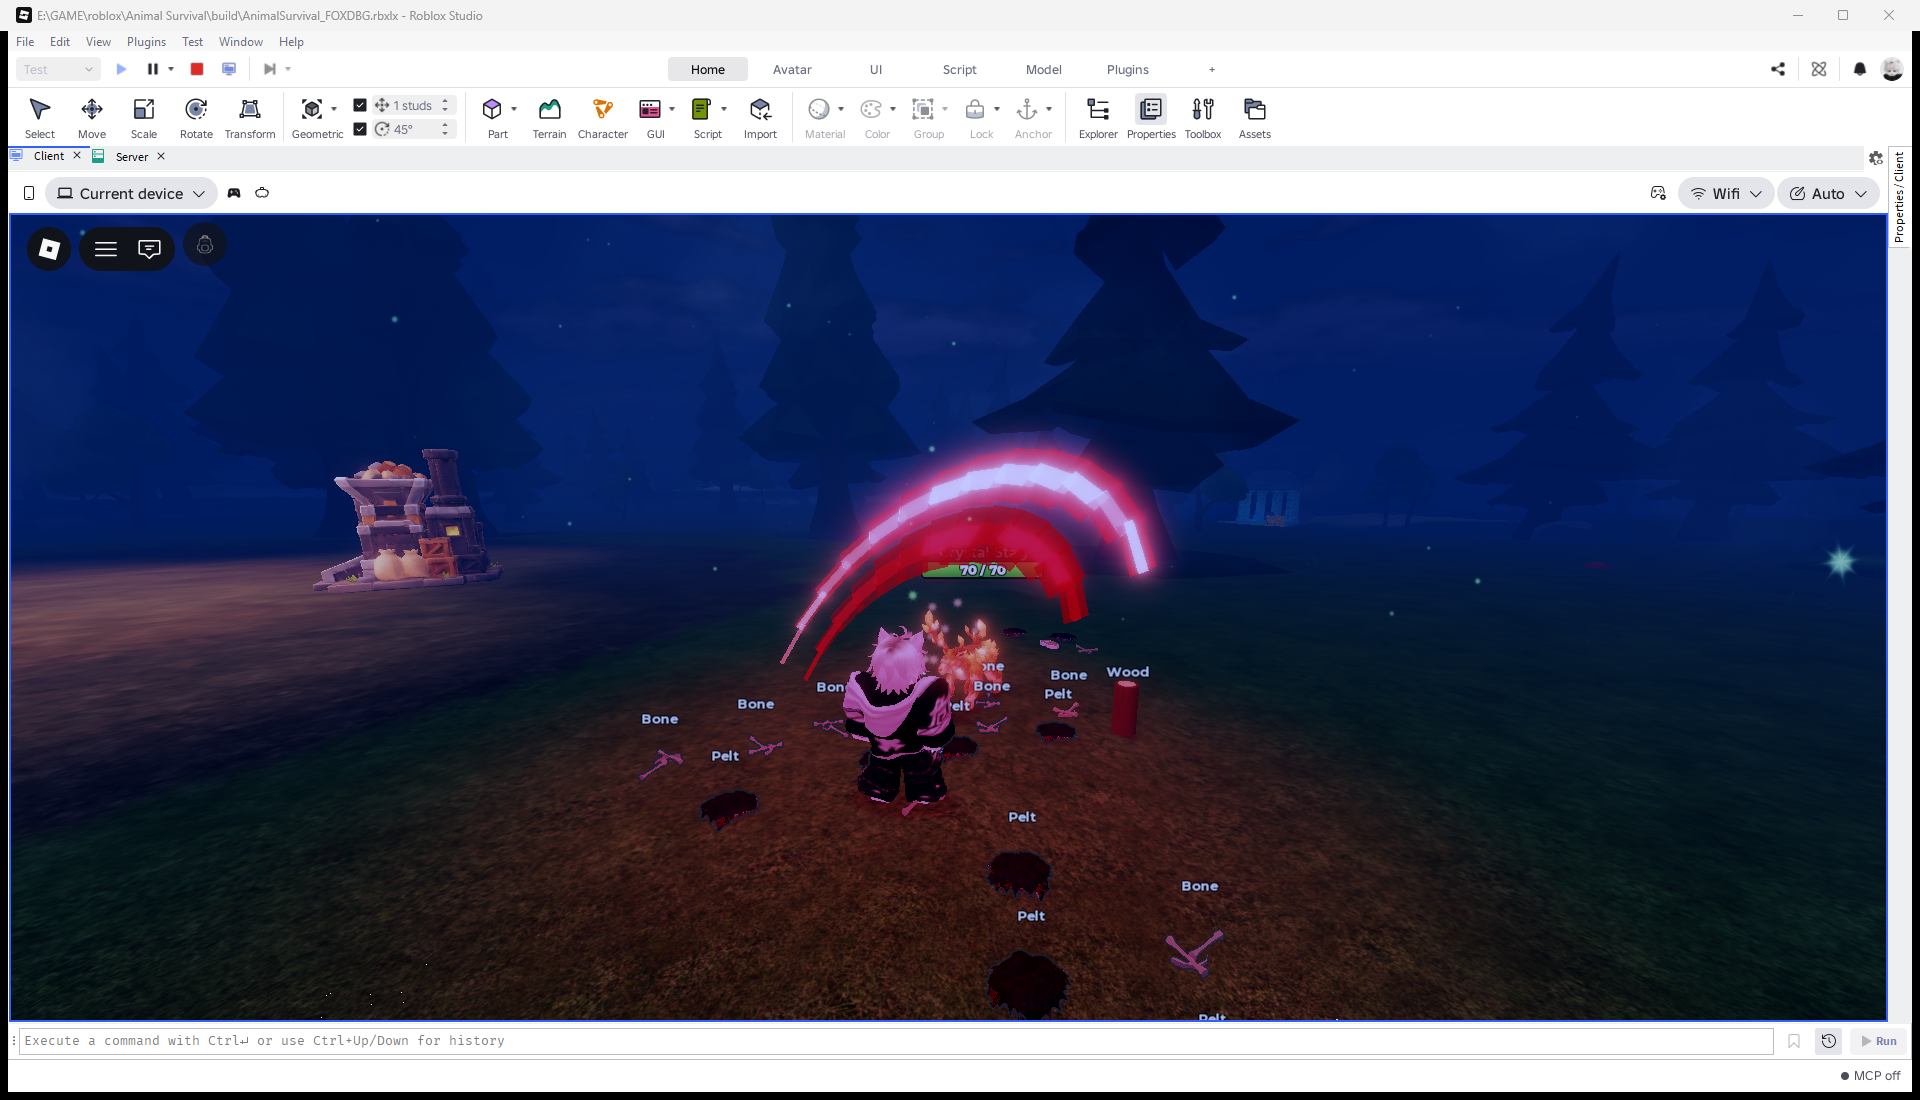 E:\GAME\roblox\Animal Survival\build\AnimalSurvival_FOXDBG.rbxlx - Roblox Studio
File Edit View Plugins Test Window Help
Test
Home Avatar UI Script Model Plugins +
1 studs
45°
Select Move Scale Rotate Transform Geometric Part Terrain Character GUI Script Import Material Color Group Lock Anchor Explorer Properties Toolbox Assets
Client Server
Properties / Client
Current device
Wifi Auto
70 / 70
Bone
Wood
Bone
Bone
Pelt
Bone
Bone
Pelt
Pelt
Bone
Pelt
Pelt
Execute a command with Ctrl↵ or use Ctrl+Up/Down for history
Run
MCP off